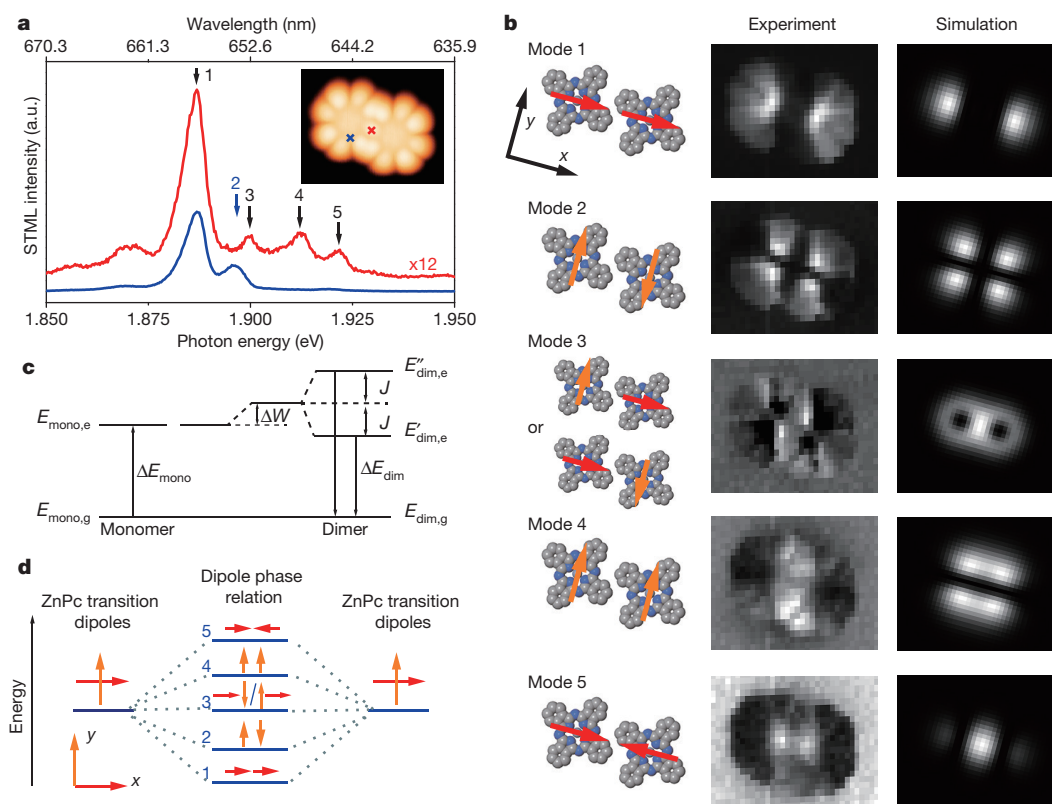 a
Wavelength (nm)
670.3 661.3 652.6 644.2 635.9
STML intensity (a.u.)
1
2
3
4
5
x12
1.850 1.875 1.900 1.925 1.950
Photon energy (eV)
b
Experiment
Simulation
Mode 1
y
x
Mode 2
Mode 3
or
Mode 4
Mode 5
c
E″dim,e
J
ΔW
J
Emono,e
E′dim,e
ΔEmono
ΔEdim
Emono,g
Edim,g
Monomer
Dimer
d
Dipole phase
relation
ZnPc transition
dipoles
ZnPc transition
dipoles
Energy
5
4
3
/
2
1
y
x